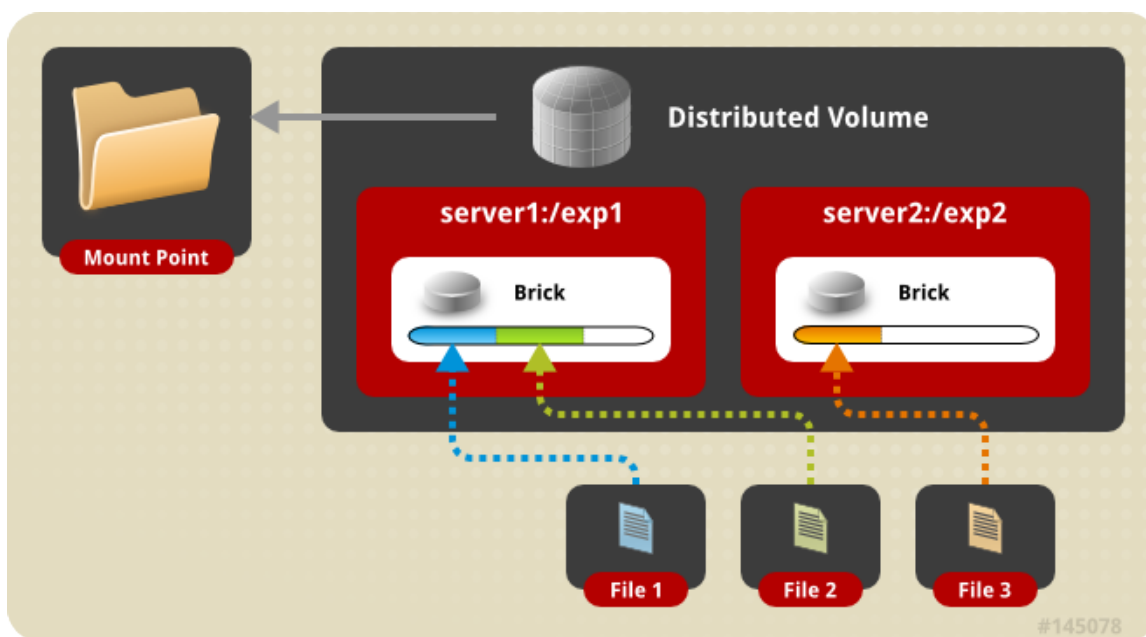 Distributed Volume
Mount Point
server1:/exp1
server2:/exp2
Brick
Brick
File 1
File 2
File 3
#145078